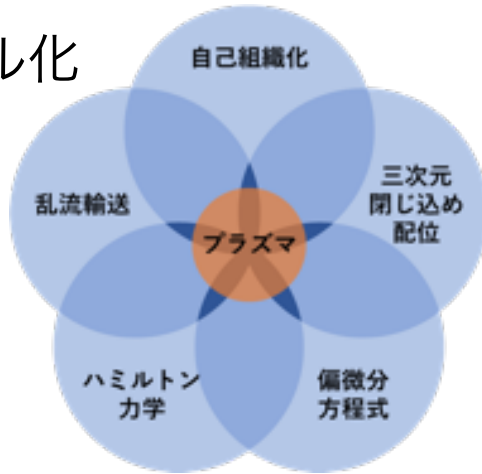 ル化
自己組織化
乱流輸送
三次元
閉じ込め
配位
プラズマ
ハミルトン
力学
偏微分
方程式